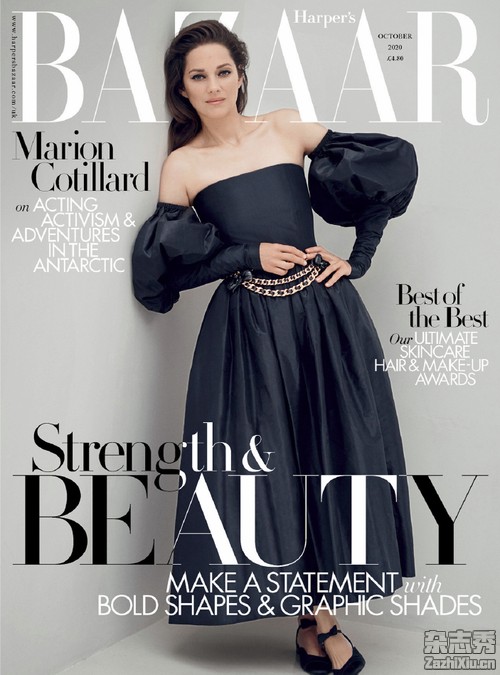 www.harpersbazaar.com/uk
Harper's
BAZAAR
OCTOBER
2020
£4.80
Marion
Cotillard
on ACTING
ACTIVISM &
ADVENTURES
IN THE
ANTARCTIC
Best of
the Best
Our ULTIMATE
SKINCARE
HAIR & MAKE-UP
AWARDS
Strength &
BEAUTY
MAKE A STATEMENT with
BOLD SHAPES & GRAPHIC SHADES
杂志秀
ZaZhiXiu.cn